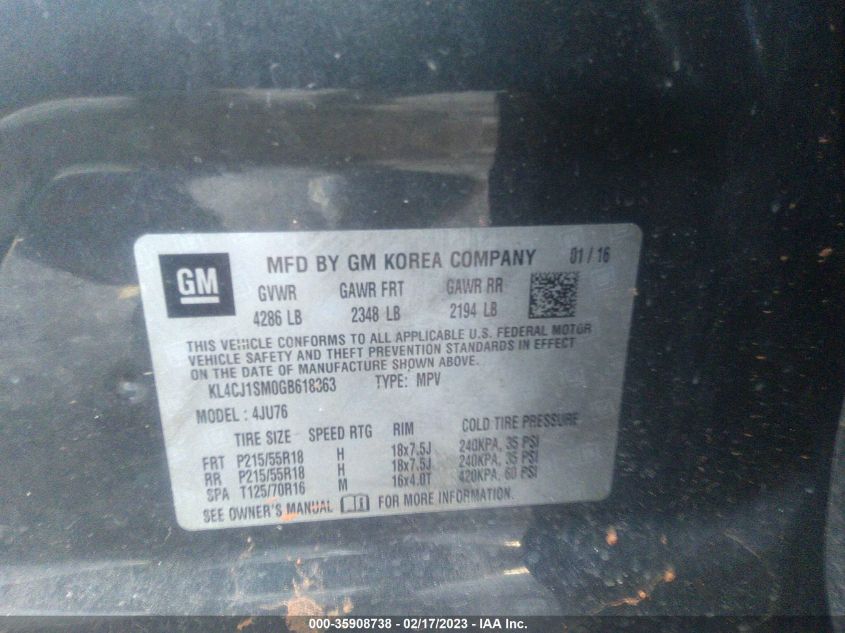 GM
MFD BY GM KOREA COMPANY 01/16
GVWR GAWR FRT GAWR RR
4286 LB 2348 LB 2194 LB
THIS VEHICLE CONFORMS TO ALL APPLICABLE U.S. FEDERAL MOTOR
VEHICLE SAFETY AND THEFT PREVENTION STANDARDS IN EFFECT
ON THE DATE OF MANUFACTURE SHOWN ABOVE.
KL4CJ1SM0GB618363 TYPE: MPV
MODEL: 4JU76
TIRE SIZE SPEED RTG RIM COLD TIRE PRESSURE
FRT P215/55R18 H 18x7.5J 240KPA, 35 PSI
RR P215/55R18 H 18x7.5J 240KPA, 35 PSI
SPA T125/70R16 M 16x4.0T 420KPA, 60 PSI
SEE OWNER'S MANUAL FOR MORE INFORMATION.
000-35908738 - 02/17/2023 - IAA Inc.